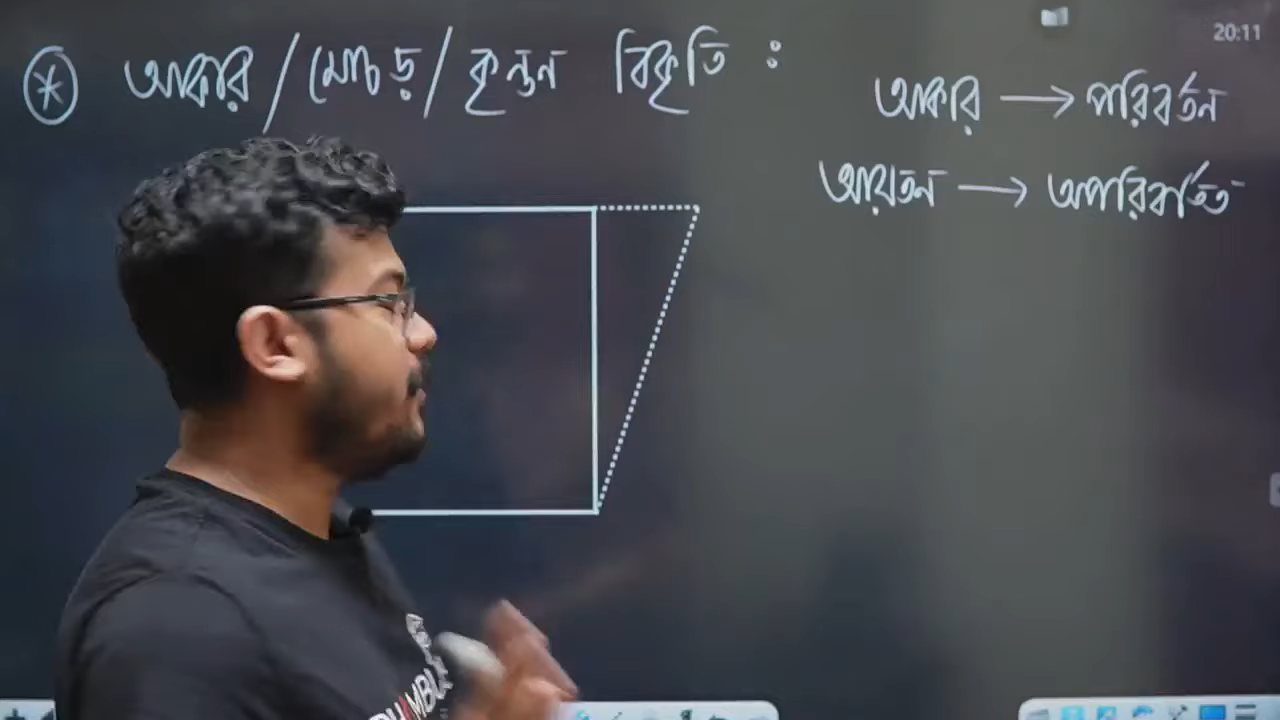 * আকার / মোচড় / কৃন্তন বিকৃতি :
আকার → পরিবর্তন
আয়তন → অপরিবর্তিত
20:11